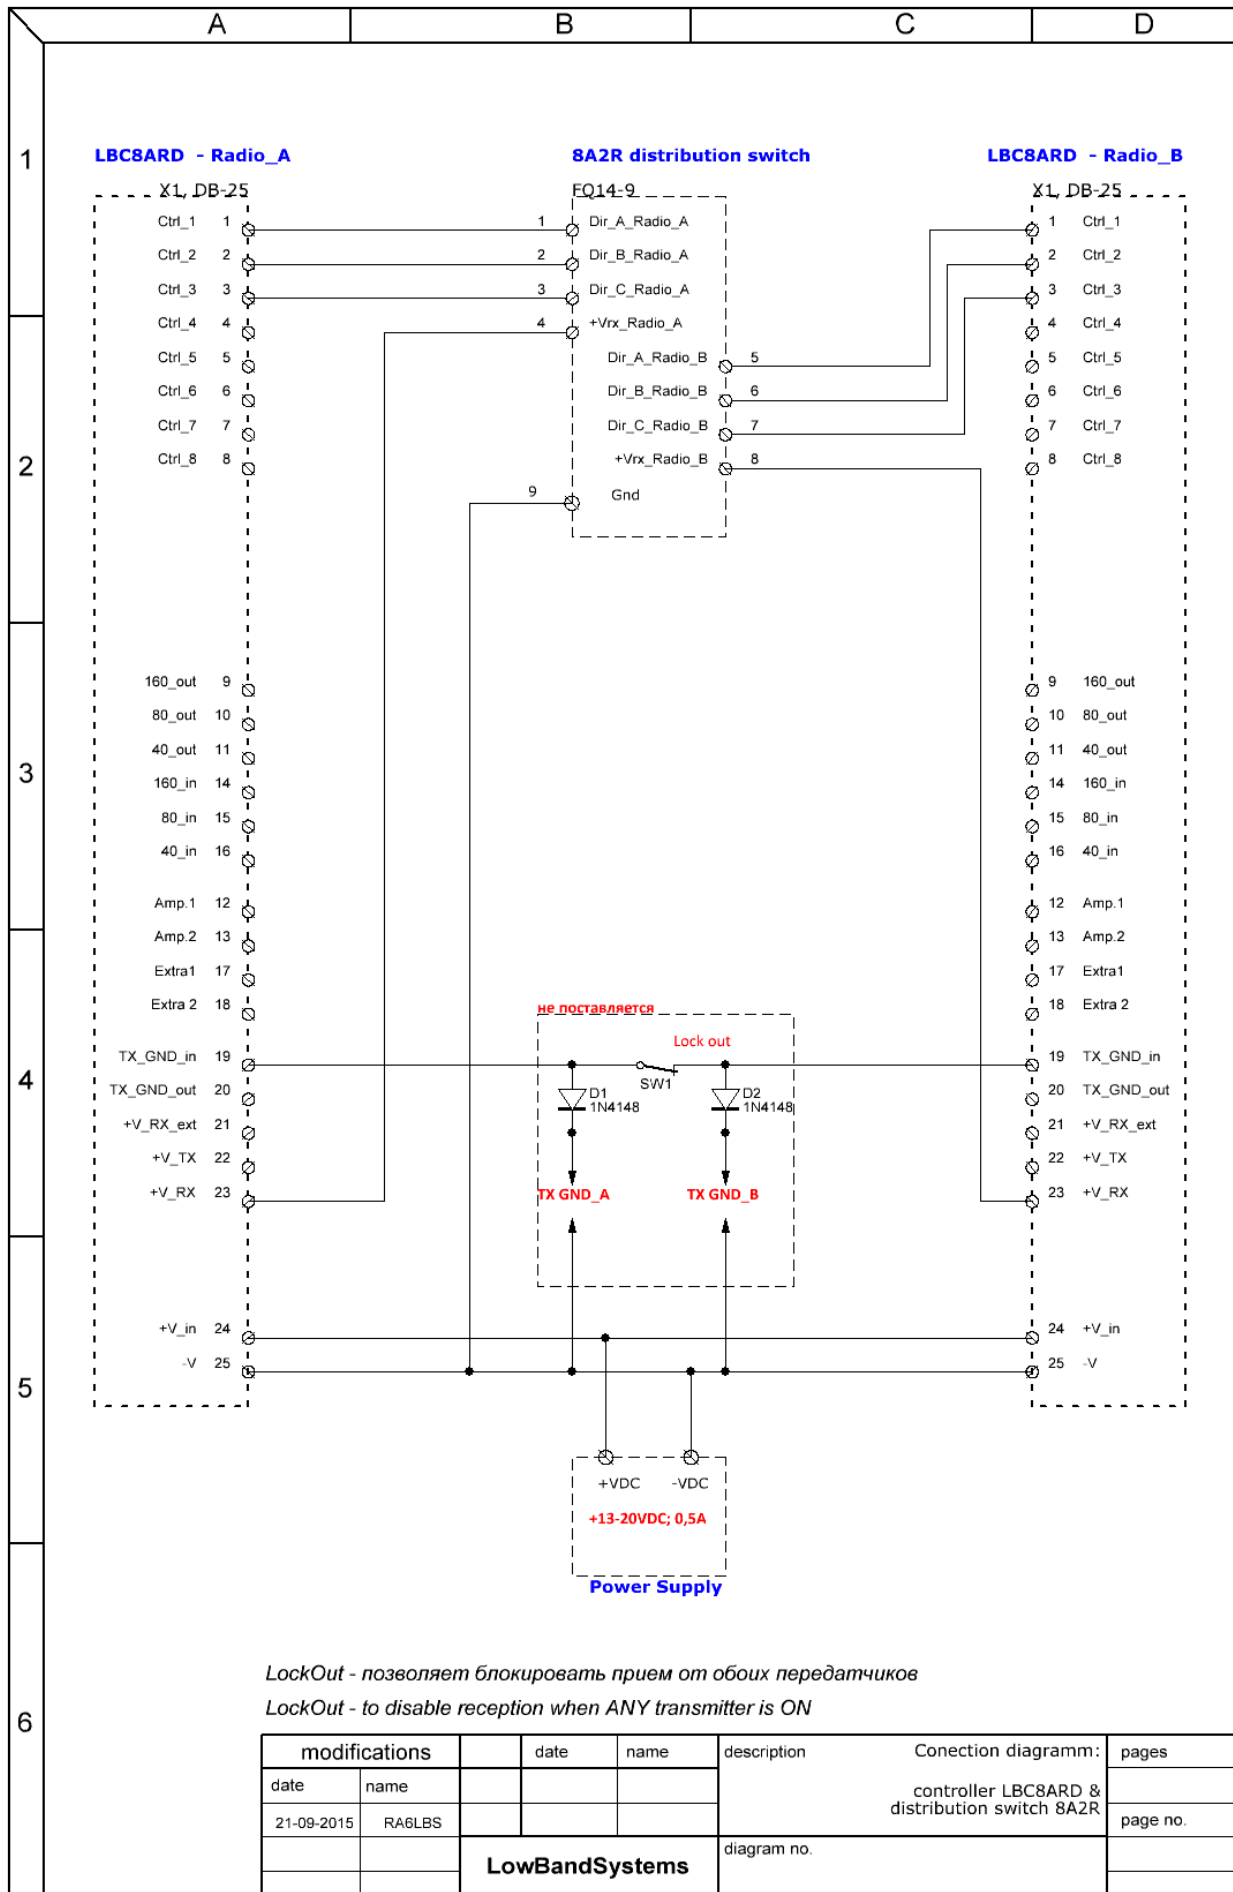 A B C D
1
LBC8ARD - Radio_A 8A2R distribution switch LBC8ARD - Radio_B
X1, DB-25 FQ14-9 X1, DB-25
Ctrl_1 1 1 Dir_A_Radio_A 1 Ctrl_1
Ctrl_2 2 2 Dir_B_Radio_A 2 Ctrl_2
Ctrl_3 3 3 Dir_C_Radio_A 3 Ctrl_3
Ctrl_4 4 4 +Vrx_Radio_A 4 Ctrl_4
Ctrl_5 5 Dir_A_Radio_B 5 5 Ctrl_5
Ctrl_6 6 Dir_B_Radio_B 6 6 Ctrl_6
Ctrl_7 7 Dir_C_Radio_B 7 7 Ctrl_7
2
Ctrl_8 8 +Vrx_Radio_B 8 8 Ctrl_8
9 Gnd
160_out 9 9 160_out
80_out 10 10 80_out
40_out 11 11 40_out
3
160_in 14 14 160_in
80_in 15 15 80_in
40_in 16 16 40_in
Amp.1 12 12 Amp.1
Amp.2 13 13 Amp.2
Extra1 17 17 Extra1
Extra 2 18 18 Extra 2
не поставляется
Lock out
TX_GND_in 19 19 TX_GND_in
4
SW1
TX_GND_out 20 D1 D2 20 TX_GND_out
1N4148 1N4148
+V_RX_ext 21 21 +V_RX_ext
+V_TX 22 22 +V_TX
+V_RX 23 TX GND_A TX GND_B 23 +V_RX
+V_in 24 24 +V_in
-V 25 25 -V
5
+VDC -VDC
+13-20VDC; 0,5A
Power Supply
LockOut - позволяет блокировать прием от обоих передатчиков
LockOut - to disable reception when ANY transmitter is ON
6
modifications date name description Conection diagramm: pages
date name controller LBC8ARD &
distribution switch 8A2R
21-09-2015 RA6LBS page no.
LowBandSystems diagram no.